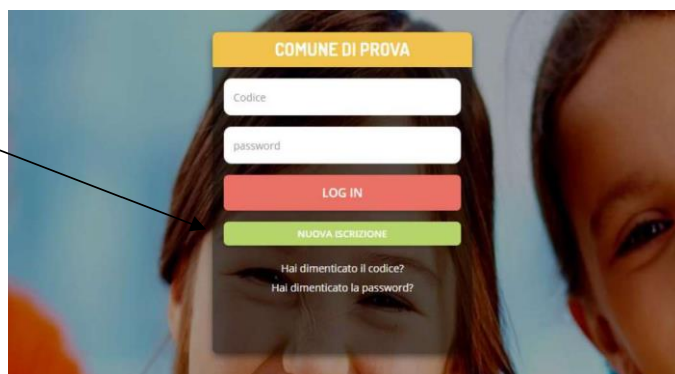 COMUNE DI PROVA
Codice
password
LOG IN
NUOVA ISCRIZIONE
Hai dimenticato il codice?
Hai dimenticato la password?